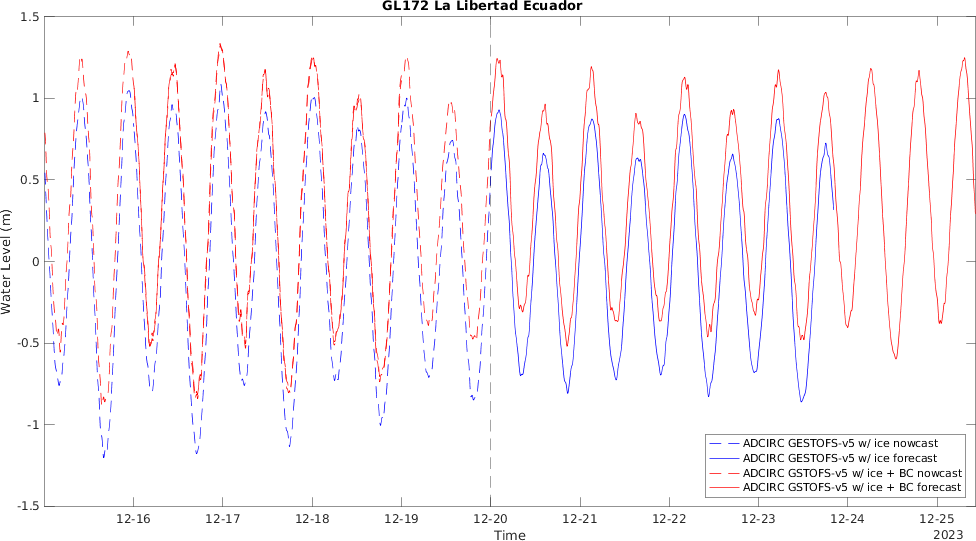 GL172 La Libertad Ecuador
1.5
1
0.5
0
-0.5
-1
-1.5
Water Level (m)
12-16 12-17 12-18 12-19 12-20 12-21 12-22 12-23 12-24 12-25
Time
2023
ADCIRC GESTOFS-v5 w/ ice nowcast
ADCIRC GESTOFS-v5 w/ ice forecast
ADCIRC GSTOFS-v5 w/ ice + BC nowcast
ADCIRC GSTOFS-v5 w/ ice + BC forecast